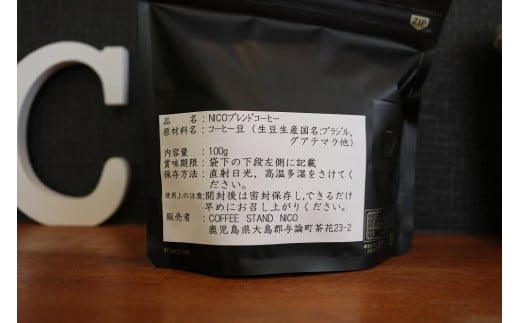 C
ZIP
品　　　名：NICOブレンドコーヒー
原材料名：コーヒー豆（生豆生産国名:ブラジル、
グアテマラ他）
内容量　：100g
賞味期限：袋下の下段左側に記載
保存方法：直射日光、高温多湿をさけてく
ださい。
使用上の注意:開封後は密封保存し,できるだけ
早めにお召し上がりください。
販売者　：COFFEE STAND NICO
鹿児島県大島郡与論町茶花23-2